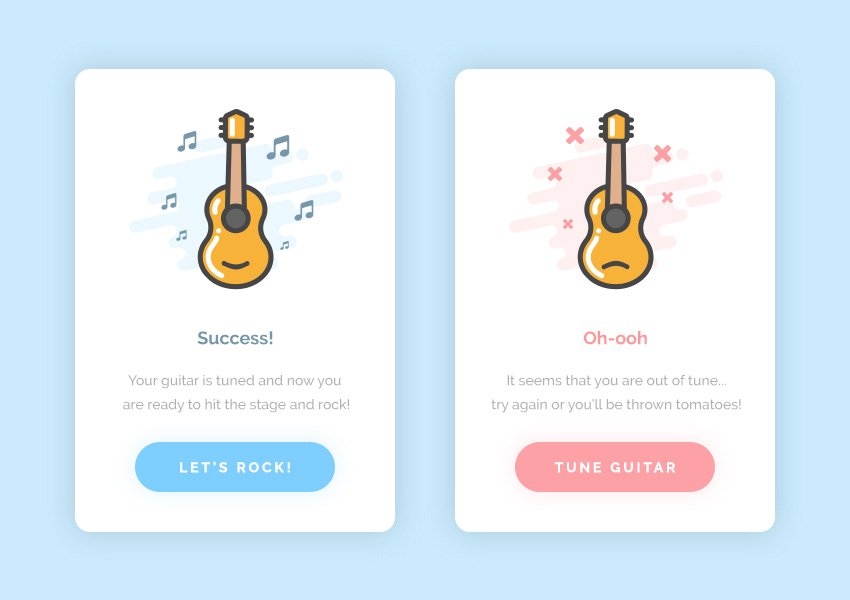 Success!
Your guitar is tuned and now you
are ready to hit the stage and rock!
LET'S ROCK!
Oh-ooh
It seems that you are out of tune...
try again or you'll be thrown tomatoes!
TUNE GUITAR